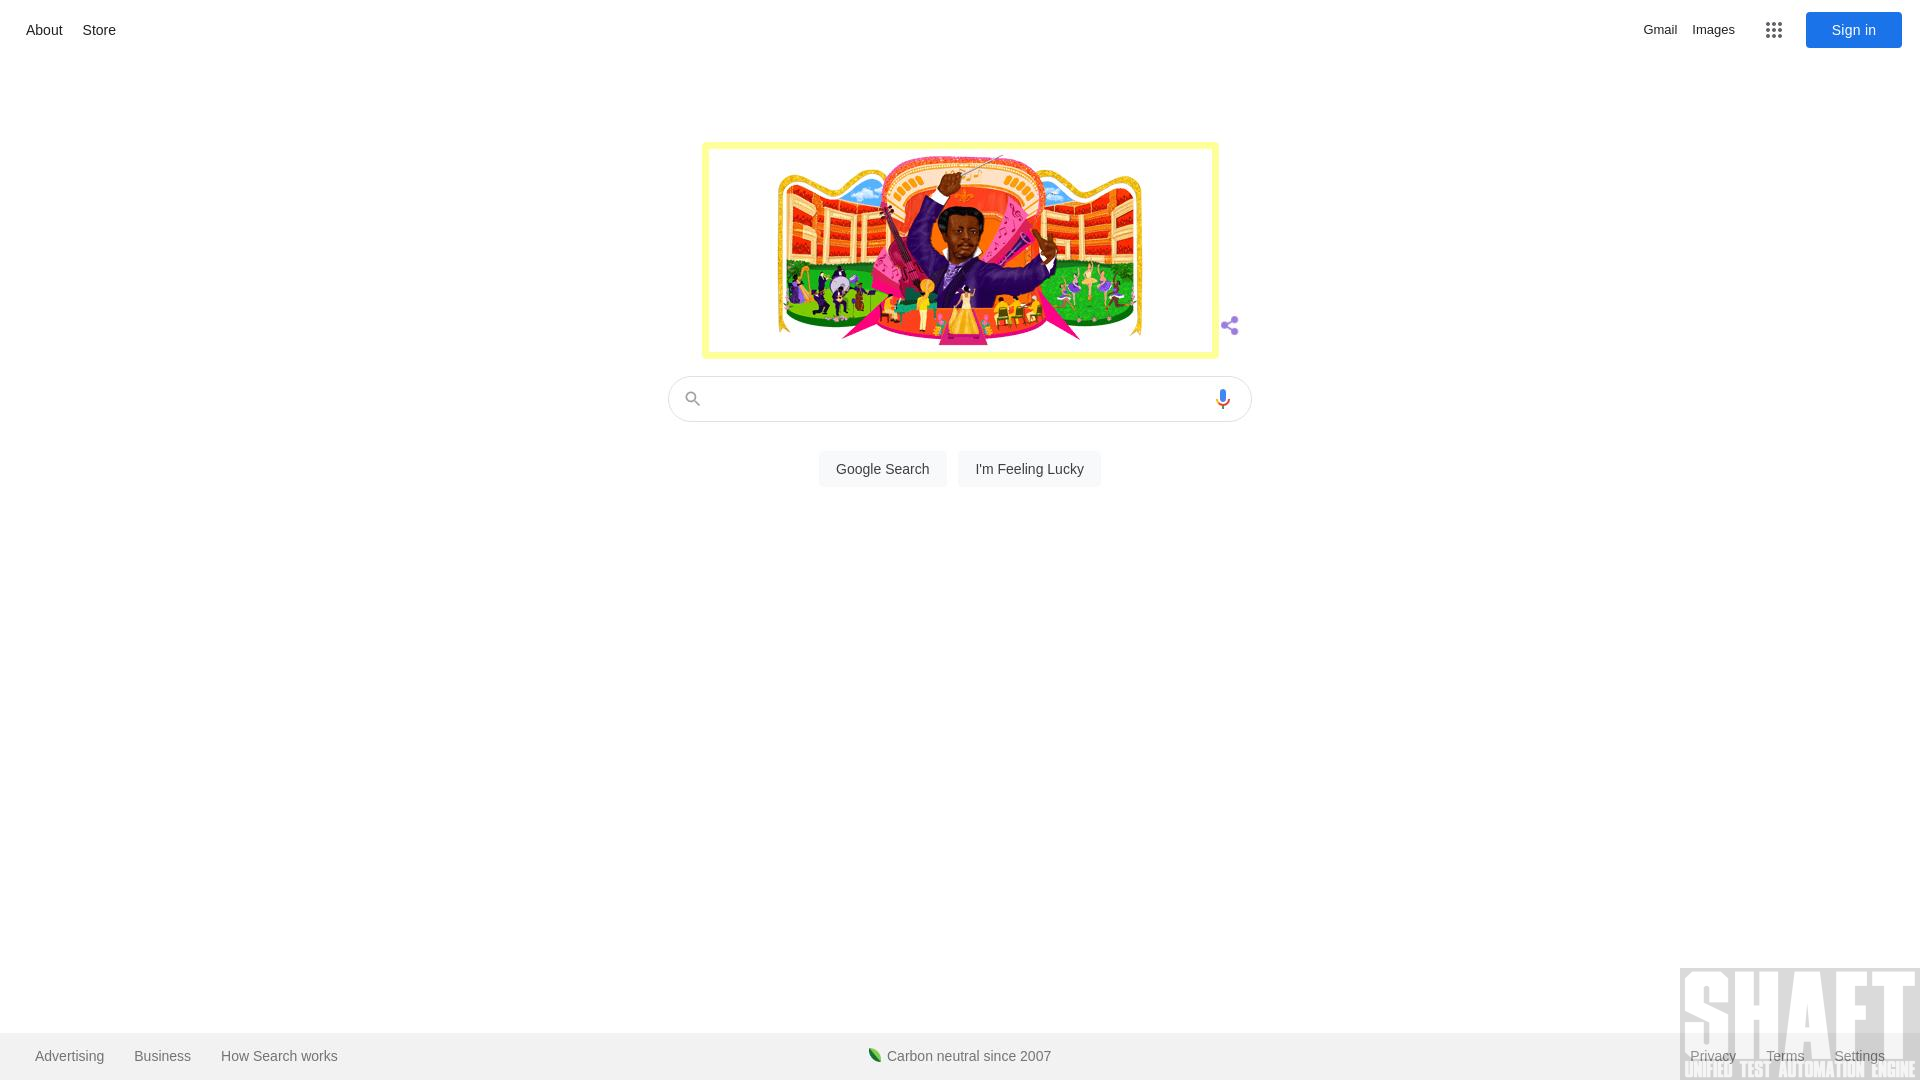 About Store
Gmail Images
Sign in
Google Search
I'm Feeling Lucky
SHAFT
UNIFIED TEST AUTOMATION ENGINE
Advertising Business How Search works
Carbon neutral since 2007
Privacy Terms Settings